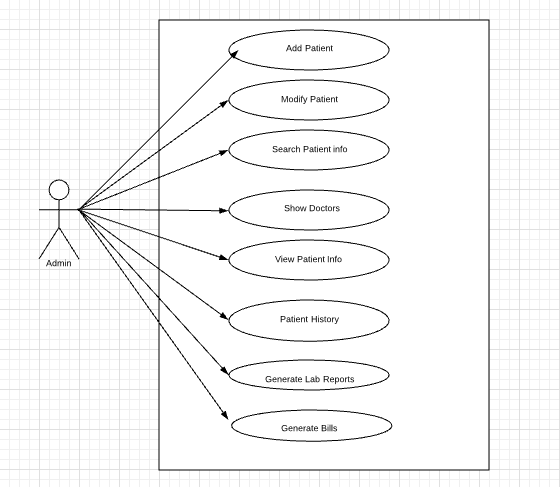 Add Patient
Modify Patient
Search Patient info
Show Doctors
View Patient Info
Admin
Patient History
Generate Lab Reports
Generate Bills